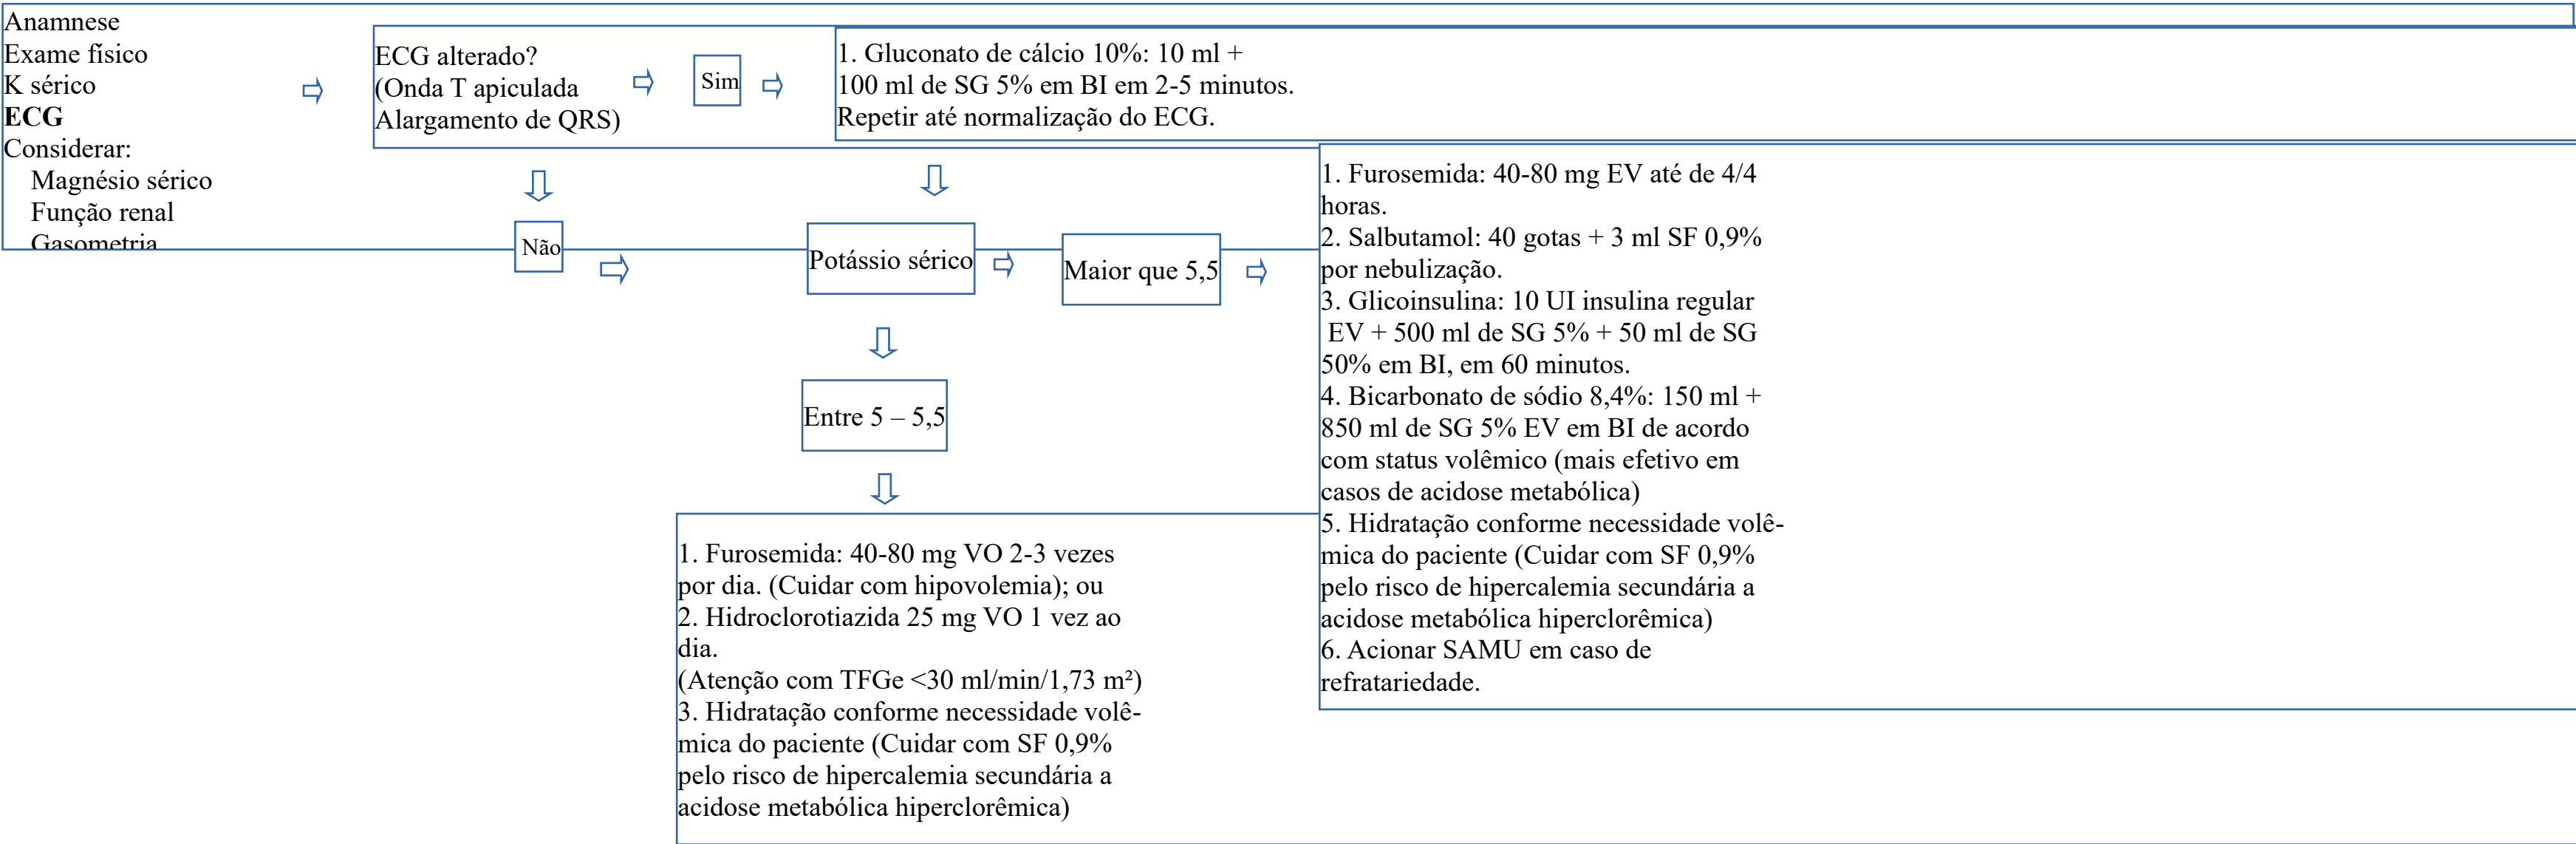 Anamnese
Exame físico
K sérico
ECG
Considerar:
Magnésio sérico
Função renal
Gasometria
ECG alterado?
(Onda T apiculada
Alargamento de QRS)
Sim
1. Gluconato de cálcio 10%: 10 ml +
100 ml de SG 5% em BI em 2-5 minutos.
Repetir até normalização do ECG.
Não
Potássio sérico
Maior que 5,5
1. Furosemida: 40-80 mg EV até de 4/4
horas.
2. Salbutamol: 40 gotas + 3 ml SF 0,9%
por nebulização.
3. Glicoinsulina: 10 UI insulina regular
EV + 500 ml de SG 5% + 50 ml de SG
50% em BI, em 60 minutos.
4. Bicarbonato de sódio 8,4%: 150 ml +
850 ml de SG 5% EV em BI de acordo
com status volêmico (mais efetivo em
casos de acidose metabólica)
5. Hidratação conforme necessidade volê-
mica do paciente (Cuidar com SF 0,9%
pelo risco de hipercalemia secundária a
acidose metabólica hiperclorêmica)
6. Acionar SAMU em caso de
refratariedade.
Entre 5 – 5,5
1. Furosemida: 40-80 mg VO 2-3 vezes
por dia. (Cuidar com hipovolemia); ou
2. Hidroclorotiazida 25 mg VO 1 vez ao
dia.
(Atenção com TFGe <30 ml/min/1,73 m²)
3. Hidratação conforme necessidade volê-
mica do paciente (Cuidar com SF 0,9%
pelo risco de hipercalemia secundária a
acidose metabólica hiperclorêmica)